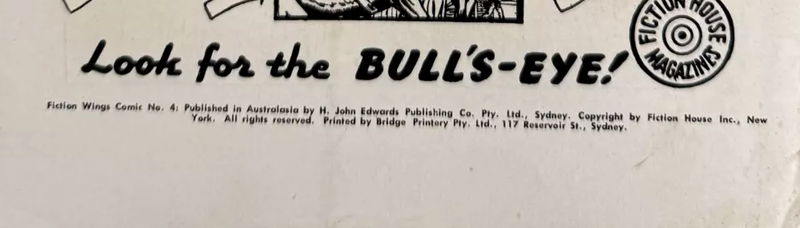 FICTION HOUSE
MAGAZINES
Look for the BULL'S-EYE!
Fiction Wings Comic No. 4: Published in Australasia by H. John Edwards Publishing Co. Pty. Ltd., Sydney. Copyright by Fiction House Inc., New
York. All rights reserved. Printed by Bridge Printery Pty. Ltd., 117 Reservoir St., Sydney.